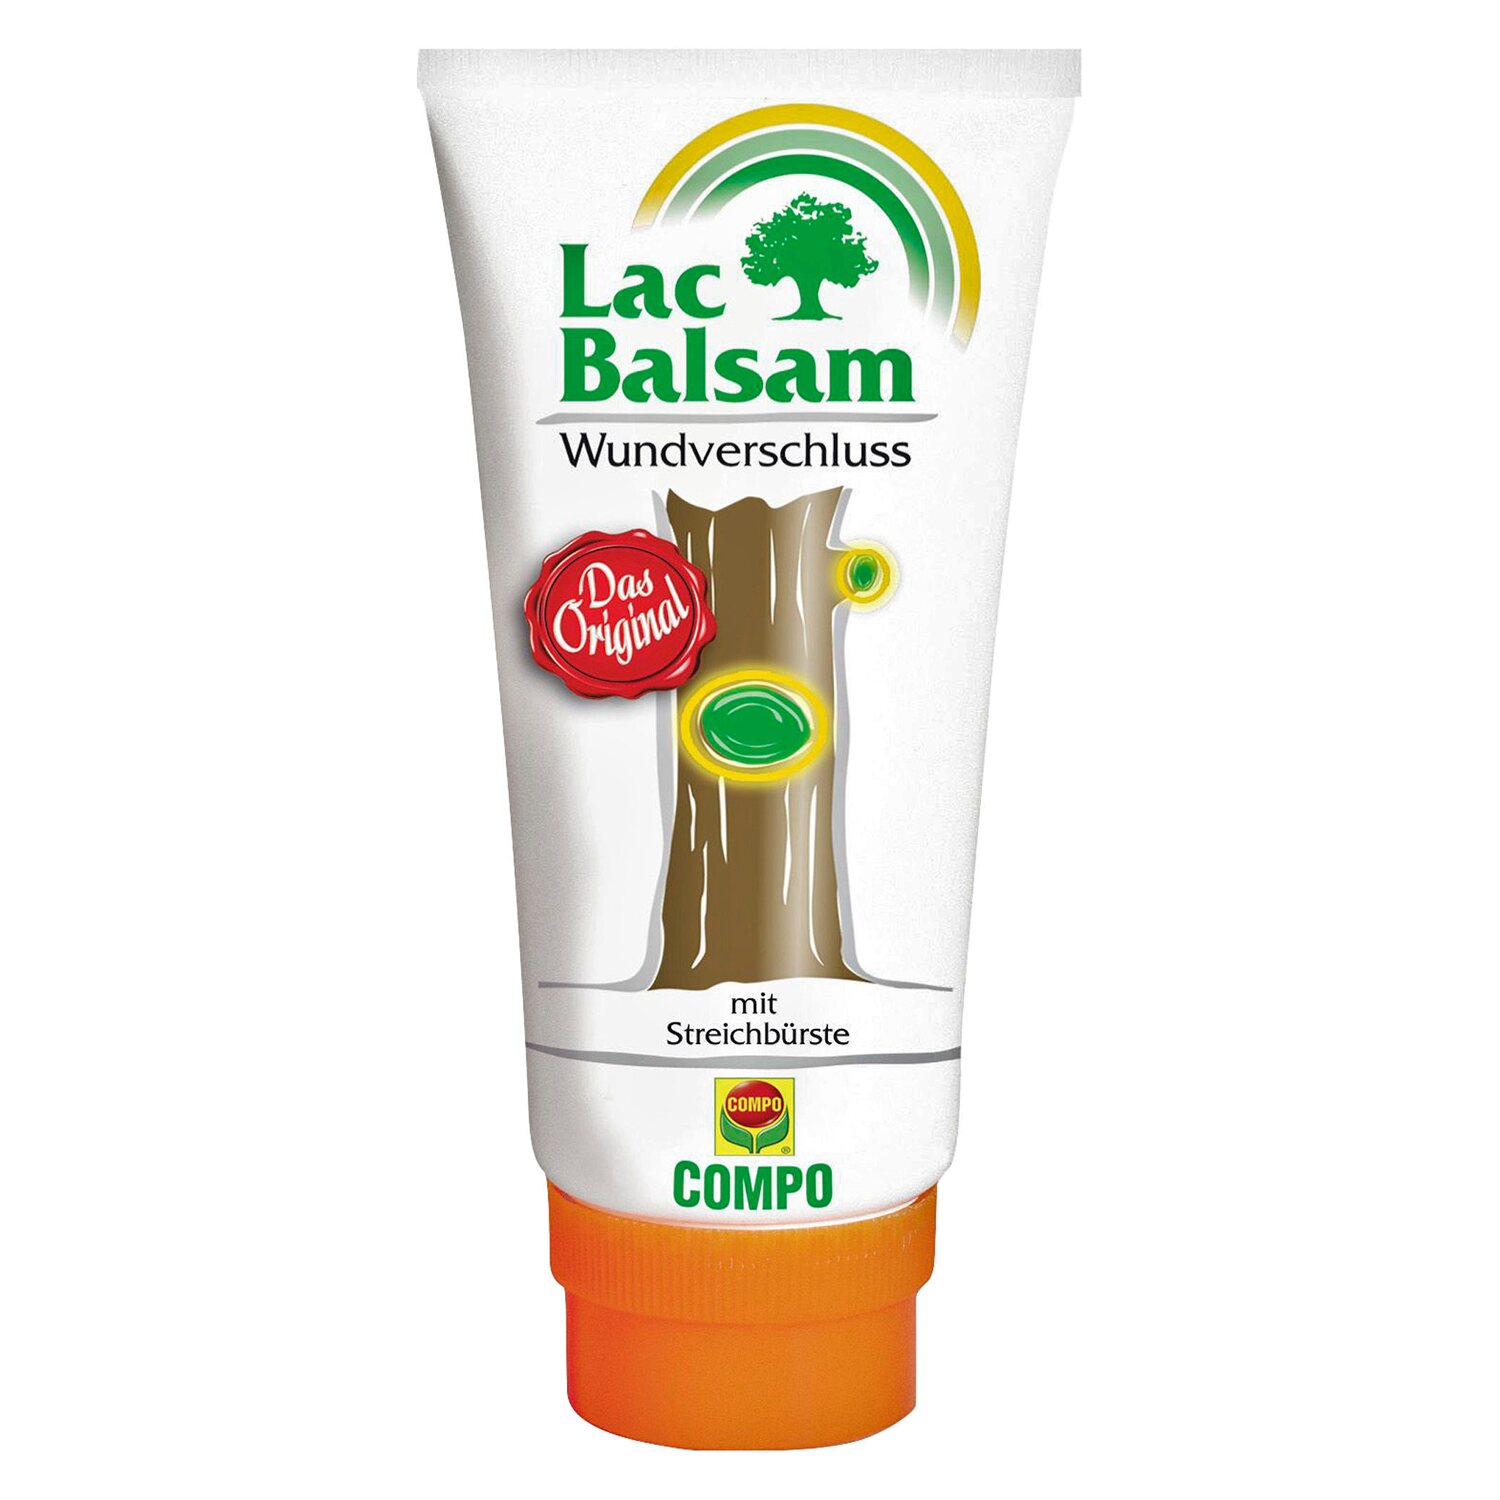 Lac
Balsam
Wundverschluss
Das
Original
mit
Streichbürste
COMPO
®
COMPO